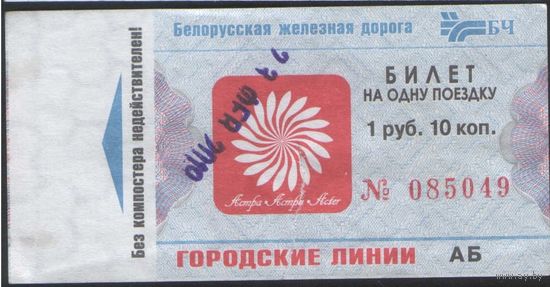 Без компостера недействителен!
Белорусская железная дорога
БЧ
БИЛЕТ
НА ОДНУ ПОЕЗДКУ
1 руб. 10 коп.
№ 085049
Астра • Астры • Aster
ГОРОДСКИЕ ЛИНИИ АБ